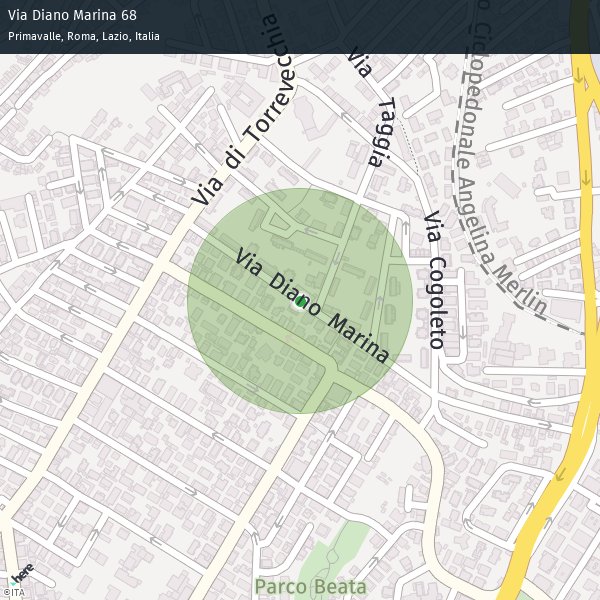 Via Diano Marina 68
Primavalle, Roma, Lazio, Italia
Via di Torrevecchia
Via Taggia
o Ciclopedonale Angelina Merlin
Via Cogoleto
Via Diano Marina
Parco Beata
here
©ITA